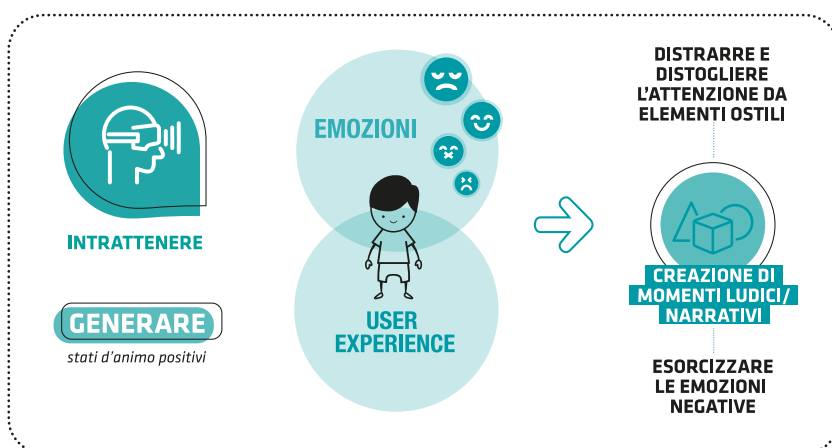 INTRATTENERE
GENERARE
stati d'animo positivi
EMOZIONI
USER
EXPERIENCE
DISTRARRE E
DISTOGLIERE
L'ATTENZIONE DA
ELEMENTI OSTILI
CREAZIONE DI
MOMENTI LUDICI/
NARRATIVI
ESORCIZZARE
LE EMOZIONI
NEGATIVE